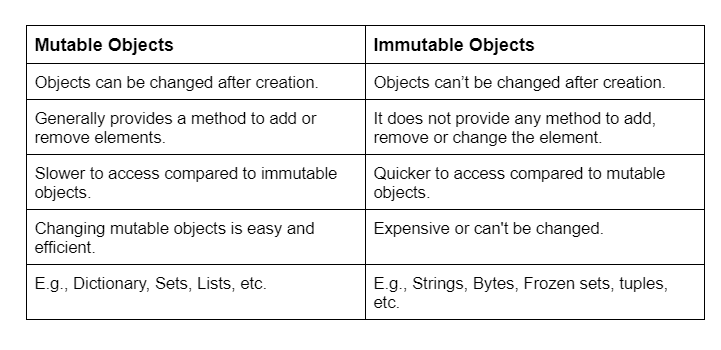 Mutable Objects
Immutable Objects
Objects can be changed after creation.
Objects can’t be changed after creation.
Generally provides a method to add or
remove elements.
It does not provide any method to add,
remove or change the element.
Slower to access compared to immutable
objects.
Quicker to access compared to mutable
objects.
Changing mutable objects is easy and
efficient.
Expensive or can't be changed.
E.g., Dictionary, Sets, Lists, etc.
E.g., Strings, Bytes, Frozen sets, tuples,
etc.